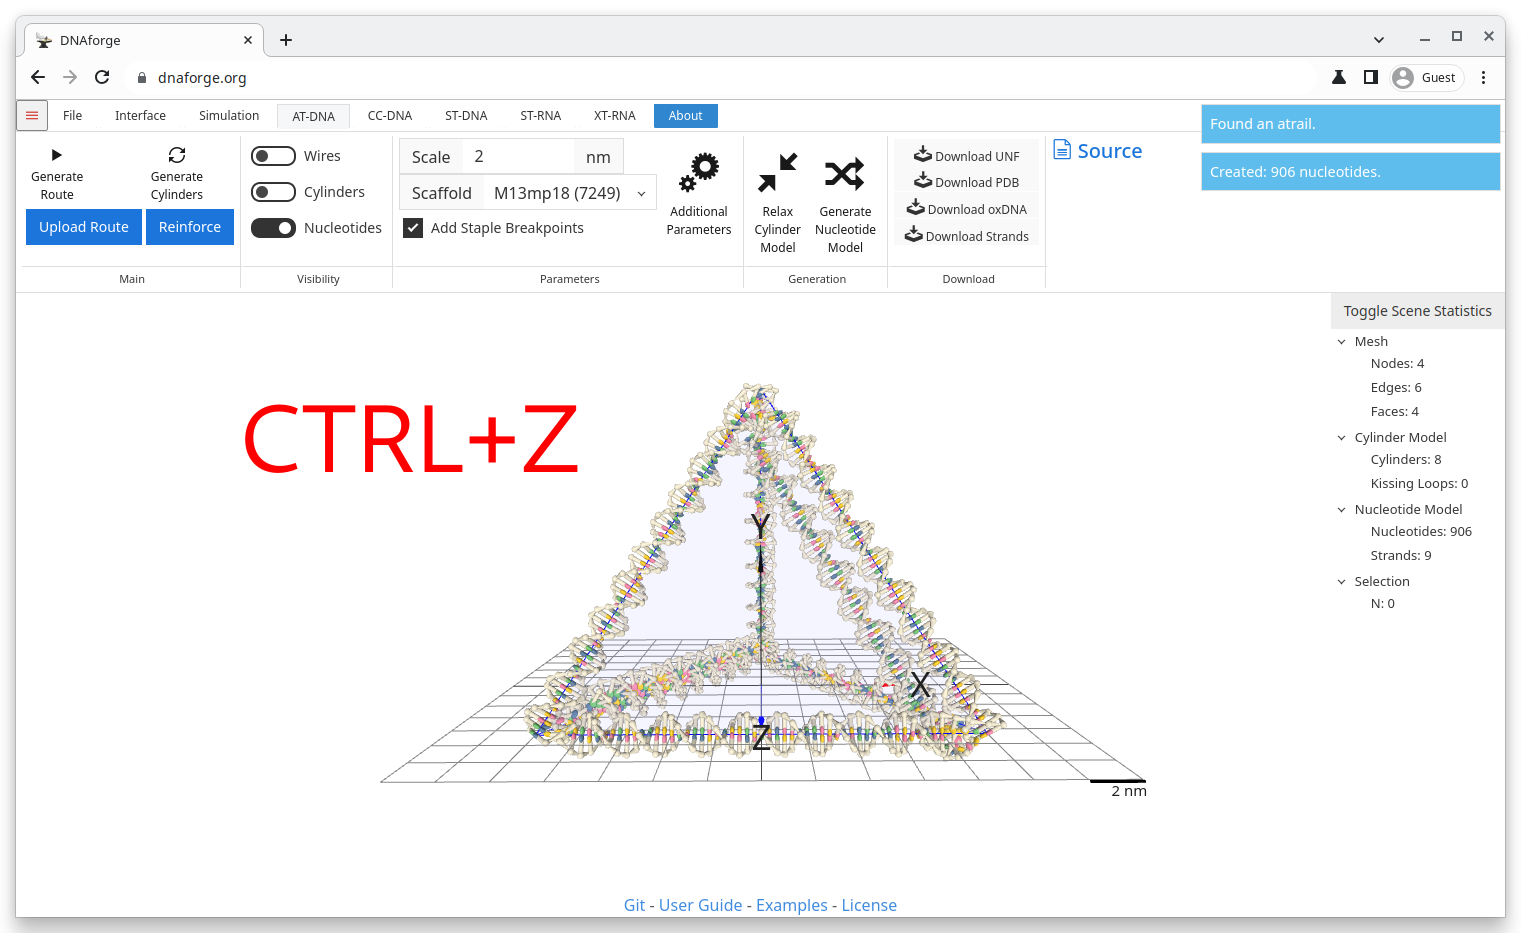 DNAforge
dnaforge.org
Guest
File Interface Simulation AT-DNA CC-DNA ST-DNA ST-RNA XT-RNA About
Generate Route
Generate Cylinders
Upload Route Reinforce
Main
Wires
Cylinders
Nucleotides
Visibility
Scale 2 nm
Scaffold M13mp18 (7249)
Add Staple Breakpoints
Additional Parameters
Parameters
Relax Cylinder Model
Generate Nucleotide Model
Generation
Download UNF
Download PDB
Download oxDNA
Download Strands
Download
Source
Found an atrail.
Created: 906 nucleotides.
CTRL+Z
Y
X
Z
2 nm
Toggle Scene Statistics
Mesh
Nodes: 4
Edges: 6
Faces: 4
Cylinder Model
Cylinders: 8
Kissing Loops: 0
Nucleotide Model
Nucleotides: 906
Strands: 9
Selection
N: 0
Git - User Guide - Examples - License